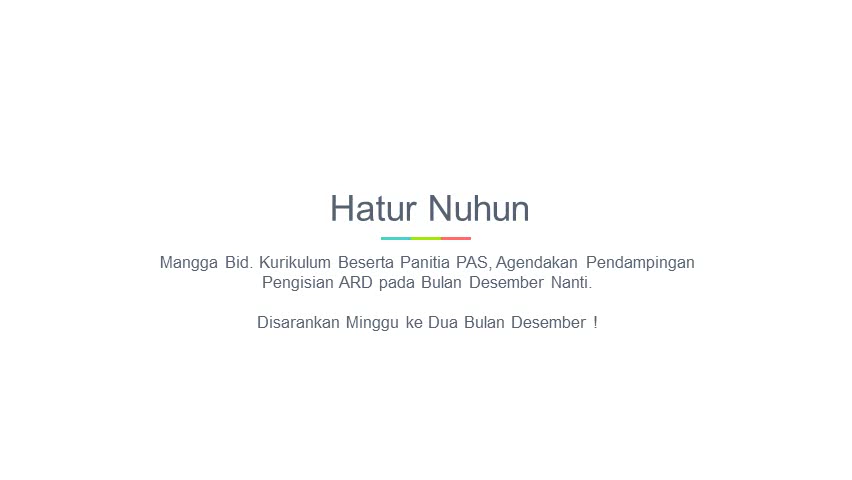 Hatur Nuhun
Mangga Bid. Kurikulum Beserta Panitia PAS, Agendakan Pendampingan
Pengisian ARD pada Bulan Desember Nanti.
Disarankan Minggu ke Dua Bulan Desember !